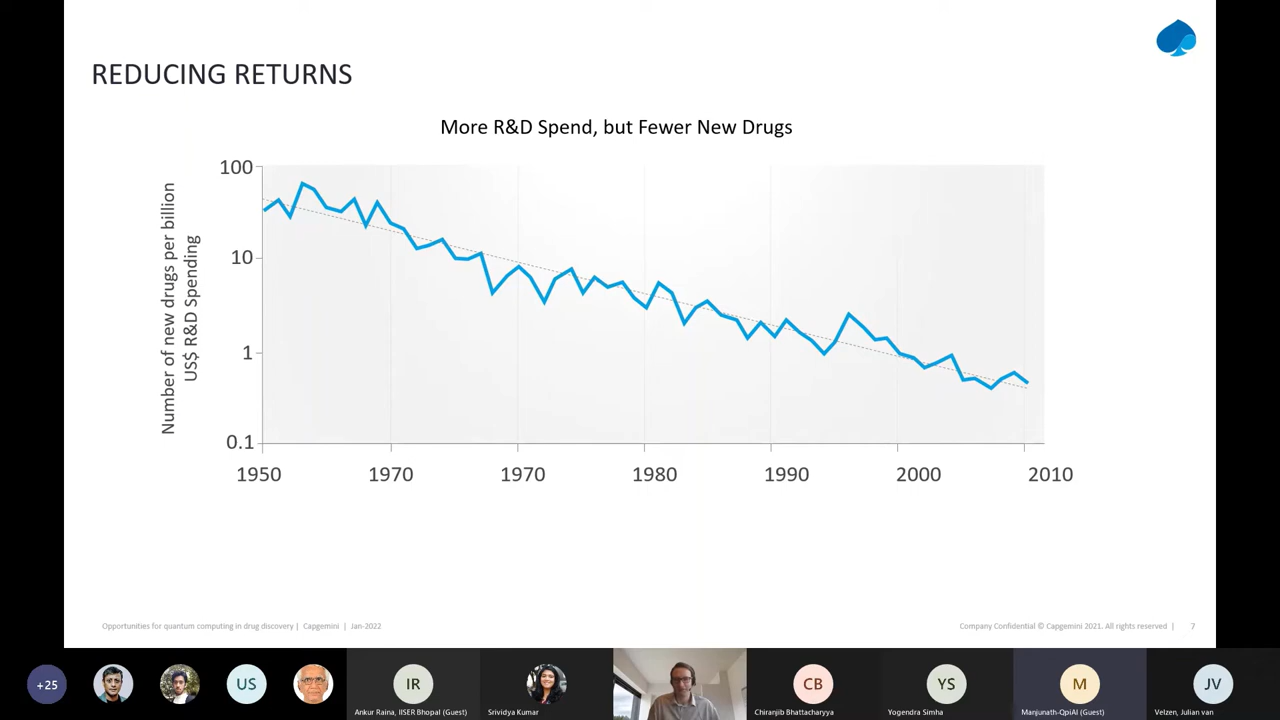 REDUCING RETURNS
More R&D Spend, but Fewer New Drugs
Number of new drugs per billion
US$ R&D Spending
100
10
1
0.1
1950 1970 1970 1980 1990 2000 2010
Opportunities for quantum computing in drug discovery | Capgemini | Jan-2022
Company Confidential © Capgemini 2021. All rights reserved | 7
+25
US
IR
CB
YS
M
JV
Ankur Raina, IISER Bhopal (Guest)
Srividya Kumar
Chiranjib Bhattacharyya
Yogendra Simha
Manjunath-QpiAI (Guest)
Velzen, Julian van